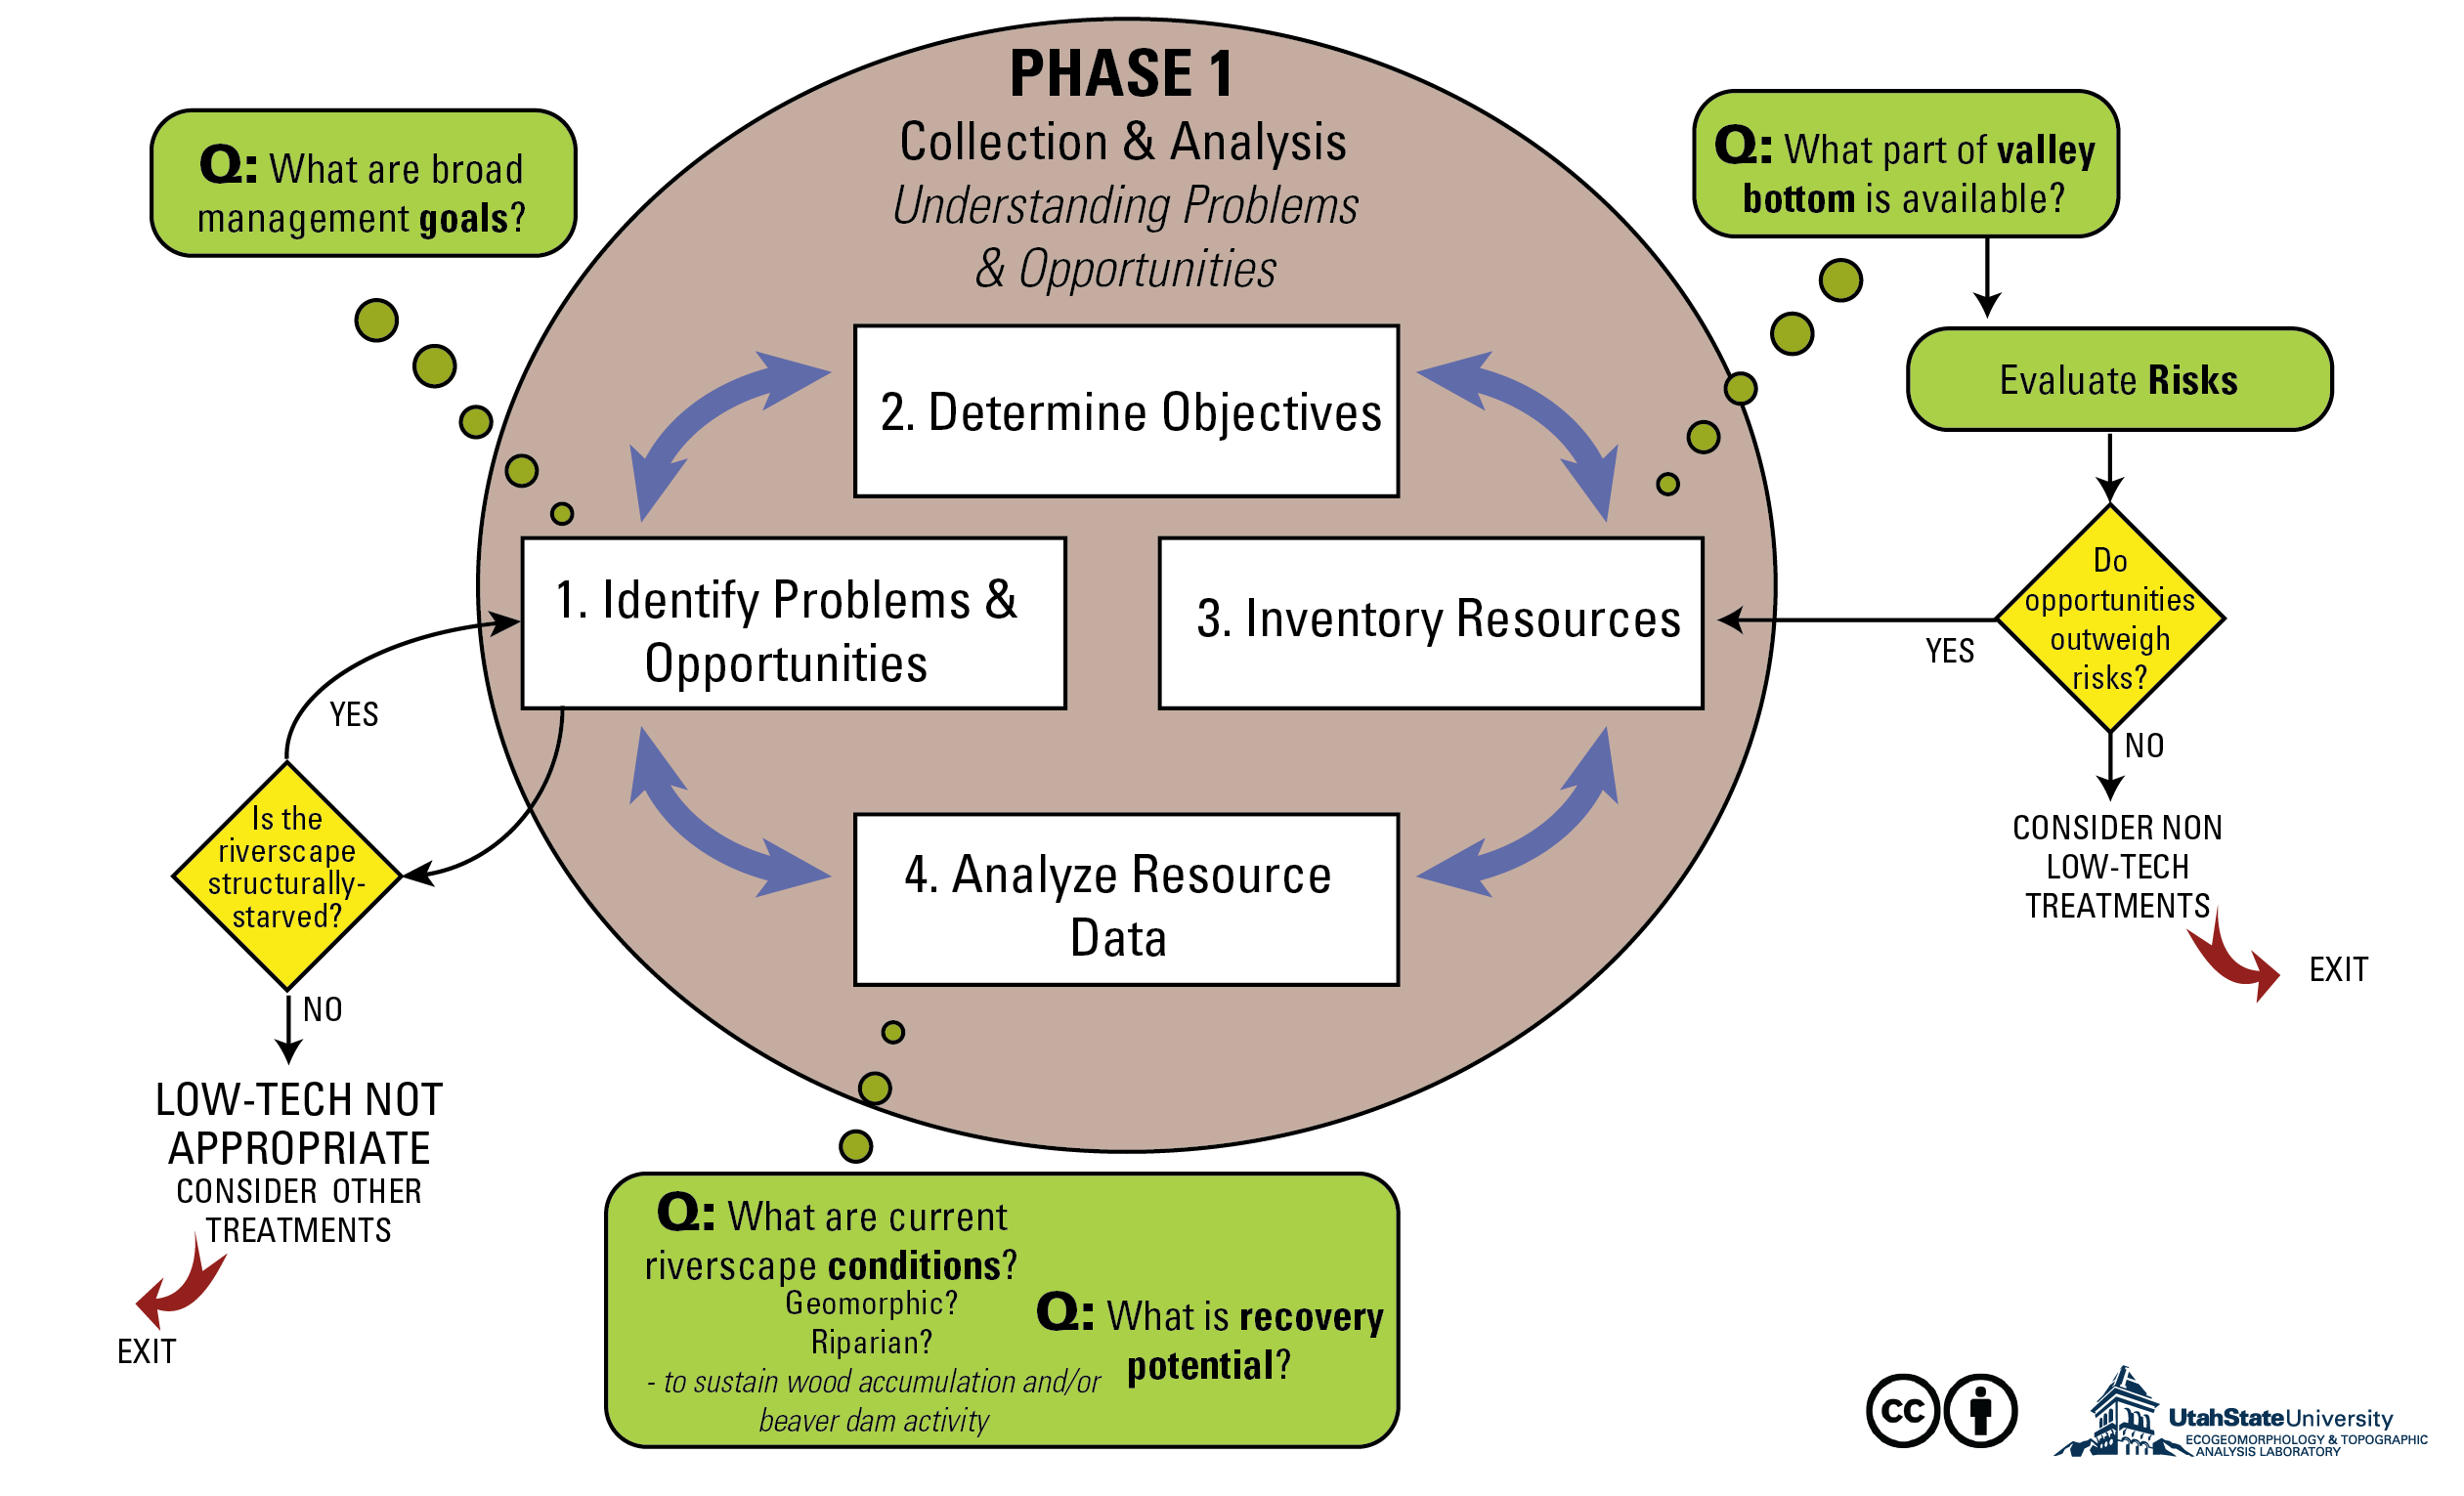 PHASE 1
Collection & Analysis
Understanding Problems
& Opportunities
Q: What are broad
management goals?
Q: What part of valley
bottom is available?
Evaluate Risks
2. Determine Objectives
1. Identify Problems &
Opportunities
3. Inventory Resources
4. Analyze Resource
Data
Do
opportunities
outweigh
risks?
YES
NO
CONSIDER NON
LOW-TECH
TREATMENTS
EXIT
YES
Is the
riverscape
structurally-
starved?
NO
LOW-TECH NOT
APPROPRIATE
CONSIDER OTHER
TREATMENTS
EXIT
Q: What are current
riverscape conditions?
Geomorphic?
Riparian?
- to sustain wood accumulation and/or
beaver dam activity
Q: What is recovery
potential?
cc
UtahStateUniversity
ECOGEOMORPHOLOGY & TOPOGRAPHIC
ANALYSIS LABORATORY